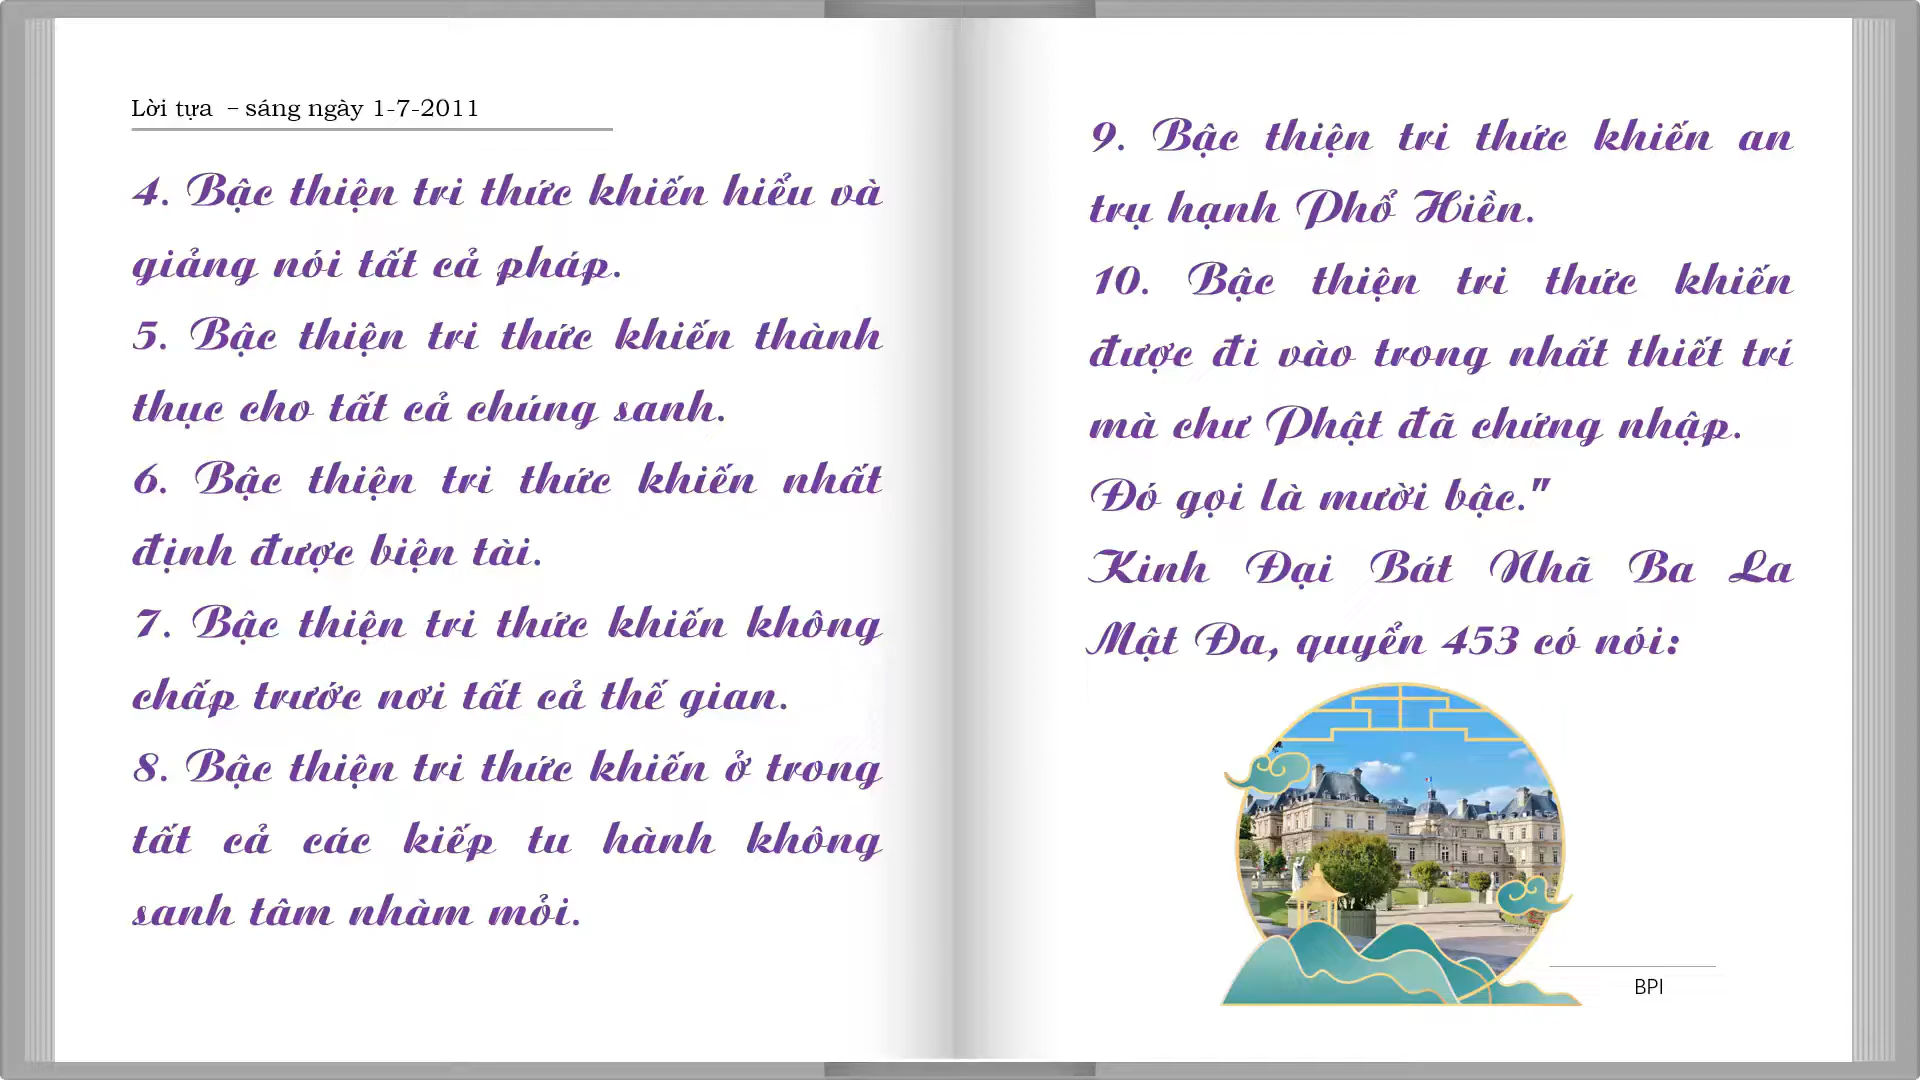 Lời tựa – sáng ngày 1-7-2011
4. Bậc thiện tri thức khiến hiểu và
giảng nói tất cả pháp.
5. Bậc thiện tri thức khiến thành
thục cho tất cả chúng sanh.
6. Bậc thiện tri thức khiến nhất
định được biện tài.
7. Bậc thiện tri thức khiến không
chấp trước nơi tất cả thế gian.
8. Bậc thiện tri thức khiến ở trong
tất cả các kiếp tu hành không
sanh tâm nhàm mỏi.
9. Bậc thiện tri thức khiến an
trụ hạnh Phổ Hiền.
10. Bậc thiện tri thức khiến
được đi vào trong nhất thiết trí
mà chư Phật đã chứng nhập.
Đó gọi là mười bậc."
Kinh Đại Bát Nhã Ba La
Mật Đa, quyển 453 có nói:
BPI